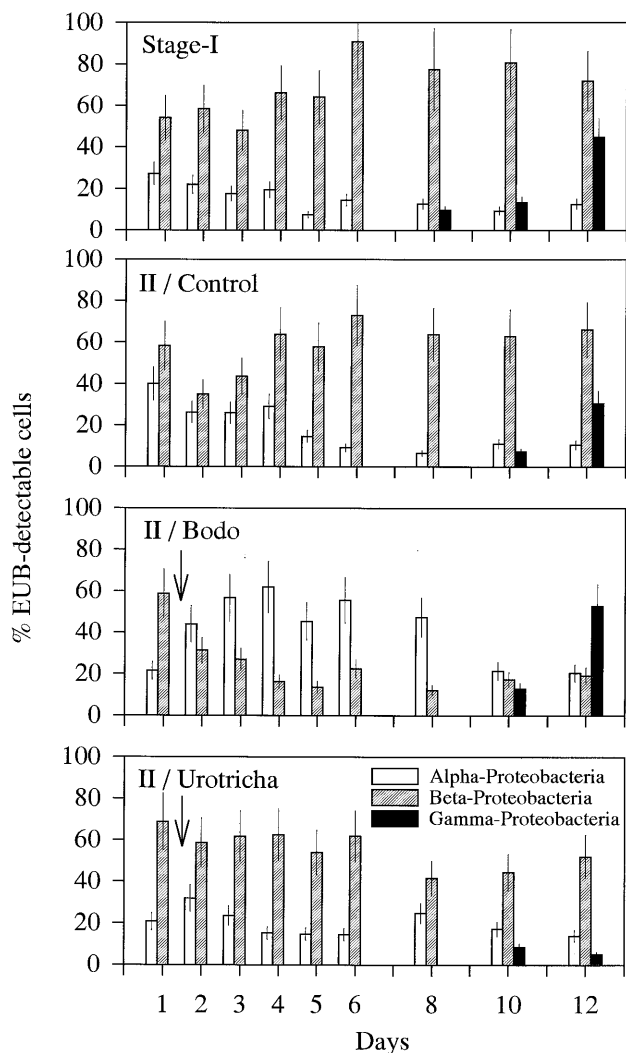 % EUB-detectable cells
Stage-I
100
80
60
40
20
0
II / Control
100
80
60
40
20
0
II / Bodo
100
80
60
40
20
0
II / Urotricha
Alpha-Proteobacteria
Beta-Proteobacteria
Gamma-Proteobacteria
100
80
60
40
20
0
1 2 3 4 5 6 8 10 12
Days